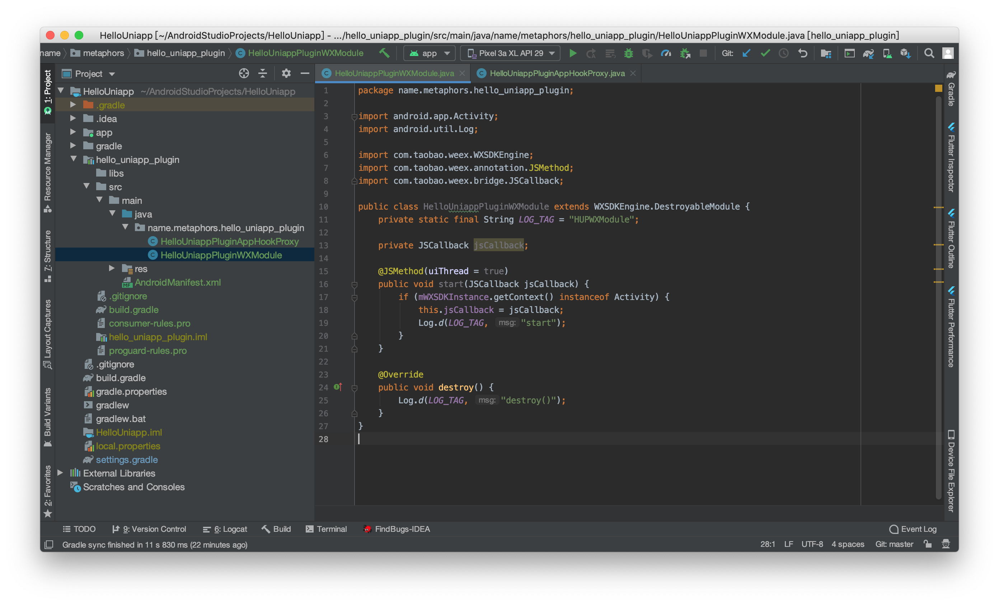 HelloUniapp [~/AndroidStudioProjects/HelloUniapp] - .../hello_uniapp_plugin/src/main/java/name/metaphors/hello_uniapp_plugin/HelloUniappPluginWXModule.java [hello_uniapp_plugin]
name metaphors hello_uniapp_plugin HelloUniappPluginWXModule app Pixel 3a XL API 29 Git:
1: Project
Resource Manager
7: Structure
Layout Captures
Build Variants
2: Favorites
Project
HelloUniapp ~/AndroidStudioProjects/HelloUniapp
.gradle
.idea
app
gradle
hello_uniapp_plugin
libs
src
main
java
name.metaphors.hello_uniapp_plugin
HelloUniappPluginAppHookProxy
HelloUniappPluginWXModule
res
AndroidManifest.xml
.gitignore
build.gradle
consumer-rules.pro
hello_uniapp_plugin.iml
proguard-rules.pro
.gitignore
build.gradle
gradle.properties
gradlew
gradlew.bat
HelloUniapp.iml
local.properties
settings.gradle
External Libraries
Scratches and Consoles
HelloUniappPluginWXModule.java HelloUniappPluginAppHookProxy.java
1 package name.metaphors.hello_uniapp_plugin;
2
3 import android.app.Activity;
4 import android.util.Log;
5
6 import com.taobao.weex.WXSDKEngine;
7 import com.taobao.weex.annotation.JSMethod;
8 import com.taobao.weex.bridge.JSCallback;
9
10 public class HelloUniappPluginWXModule extends WXSDKEngine.DestroyableModule {
11 private static final String LOG_TAG = "HUPWXModule";
12
13 private JSCallback jsCallback;
14
15 @JSMethod(uiThread = true)
16 public void start(JSCallback jsCallback) {
17 if (mWXSDKInstance.getContext() instanceof Activity) {
18 this.jsCallback = jsCallback;
19 Log.d(LOG_TAG, msg: "start");
20 }
21 }
22
23 @Override
24 public void destroy() {
25 Log.d(LOG_TAG, msg: "destroy()");
26 }
27 }
28
Gradle
Flutter Inspector
Flutter Outline
Flutter Performance
Device File Explorer
TODO 9: Version Control 6: Logcat Build Terminal FindBugs-IDEA Event Log
Gradle sync finished in 11 s 830 ms (22 minutes ago) 28:1 LF UTF-8 4 spaces Git: master